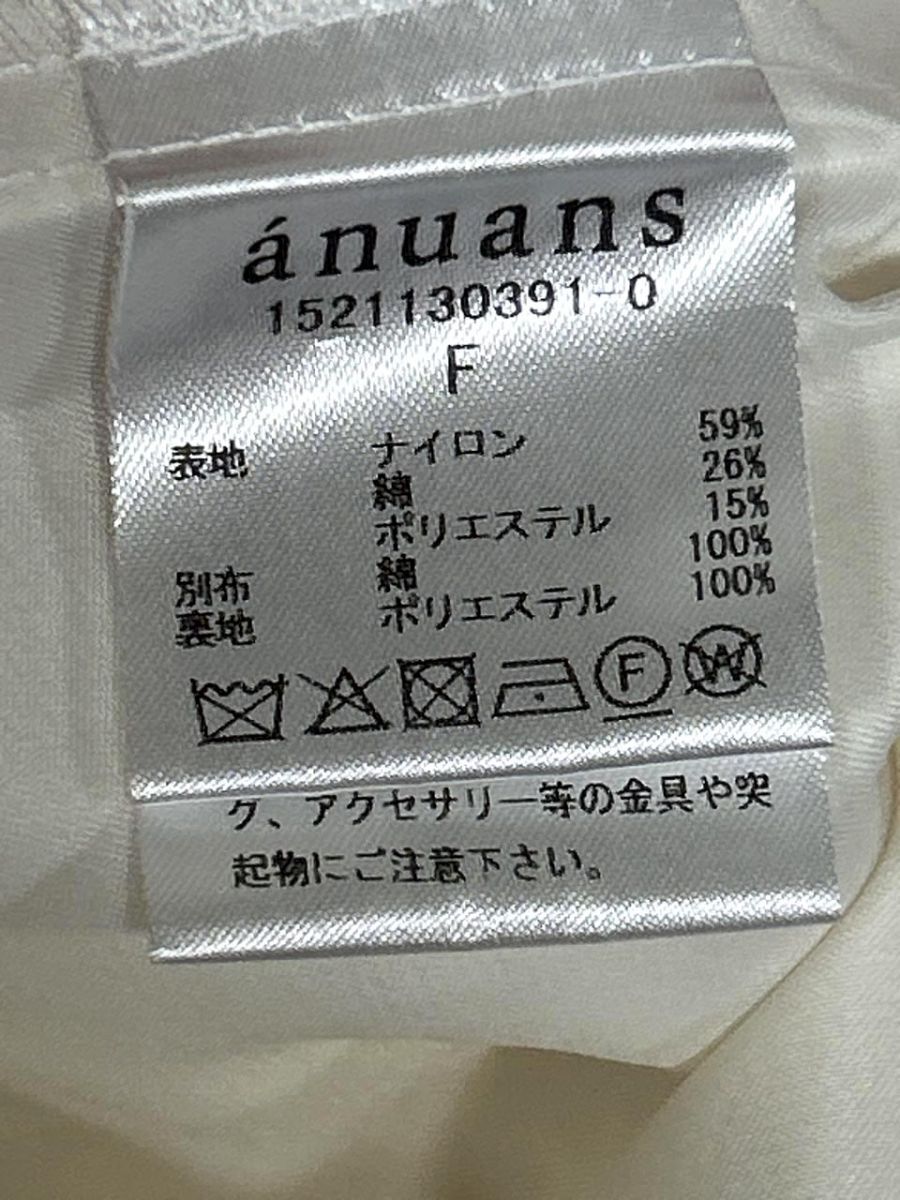 ánuans
1521130391-0
F
表地 ナイロン 59%
綿 26%
ポリエステル 15%
別布 綿 100%
裏地 ポリエステル 100%
F W
ク、アクセサリー等の金具や突
起物にご注意下さい。